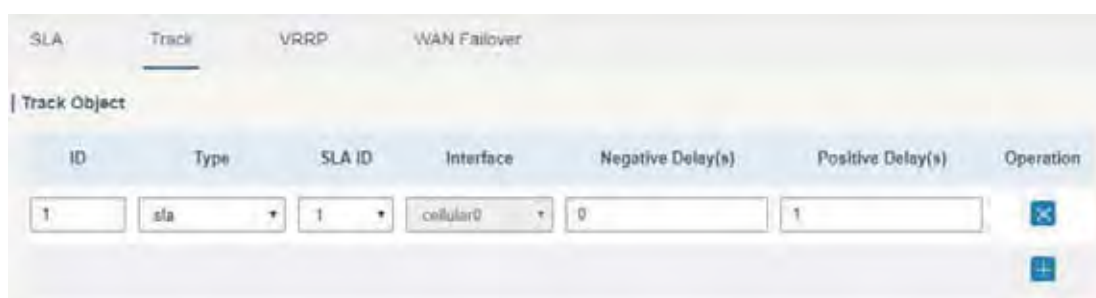 SLA Track VRRP WAN Failover
Track Object
ID Type SLA ID Interface Negative Delay(s) Positive Delay(s) Operation
1 sla 1 cellular0 0 1